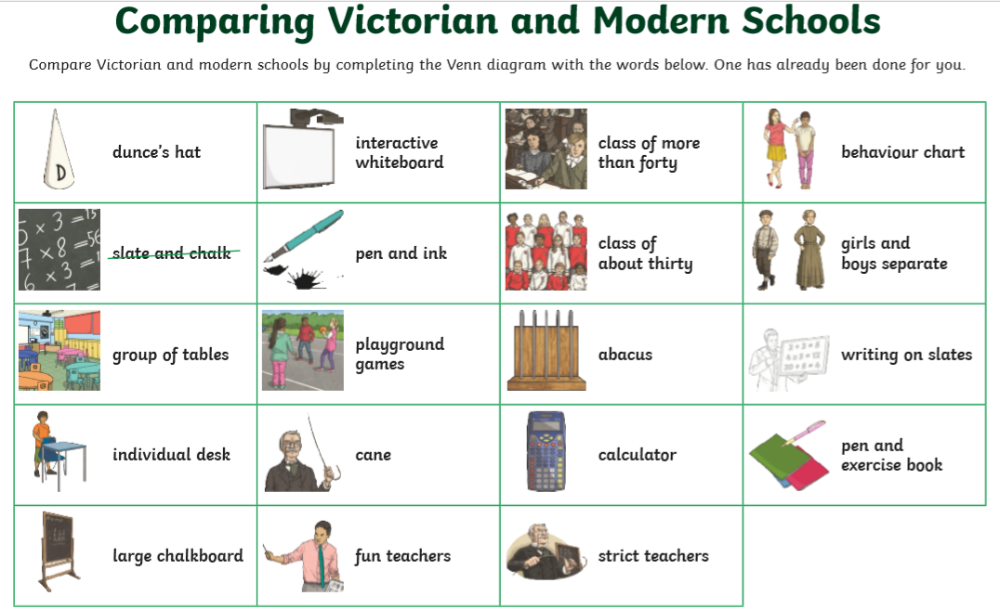 Comparing Victorian and Modern Schools
Compare Victorian and modern schools by completing the Venn diagram with the words below. One has already been done for you.
D
dunce's hat
interactive
whiteboard
class of more
than forty
behaviour chart
5 x 3 =15
7 x 8 =56
6 x 3 =1
7 =
slate and chalk
pen and ink
class of
about thirty
girls and
boys separate
group of tables
playground
games
abacus
writing on slates
individual desk
cane
calculator
pen and
exercise book
large chalkboard
fun teachers
strict teachers